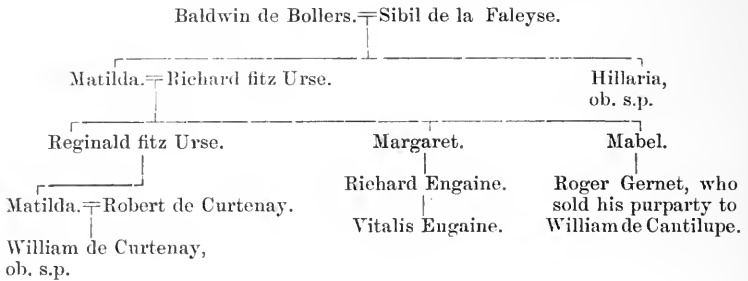 Baldwin de Bollers. Sibil de la Faleyse.
Matilda. Richard fitz Urse.
Hillaria,
ob. s.p.
Reginald fitz Urse.
Margaret.
Mabel.
Matilda. Robert de Curtenay.
Richard Engaine.
Roger Gernet, who
sold his purparty to
William de Cantilupe.
Vitalis Engaine.
William de Curtenay,
ob. s.p.